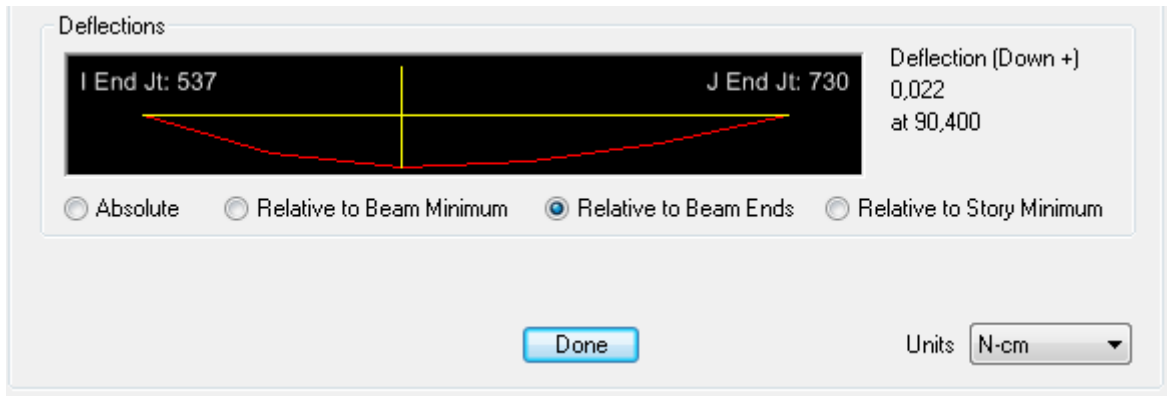 Deflections
I End Jt: 537
J End Jt: 730
Deflection (Down +)
0,022
at 90,400
Absolute
Relative to Beam Minimum
Relative to Beam Ends
Relative to Story Minimum
Done
Units
N-cm